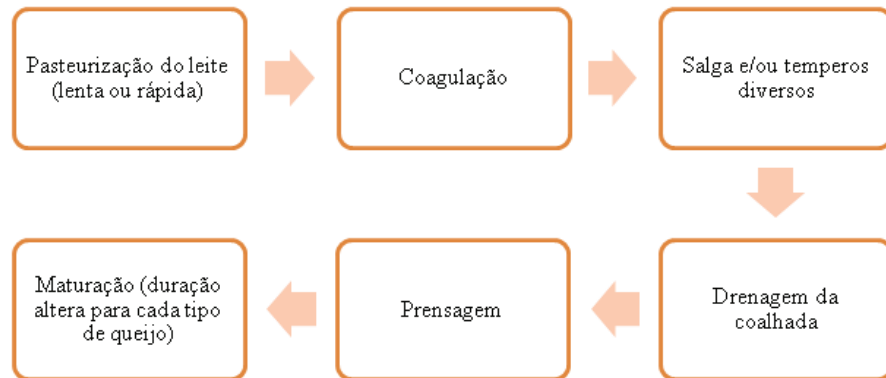 Pasteurização do leite
(lenta ou rápida)
Coagulação
Salga e/ou temperos
diversos
Drenagem da
coalhada
Prensagem
Maturação (duração
altera para cada tipo
de queijo)